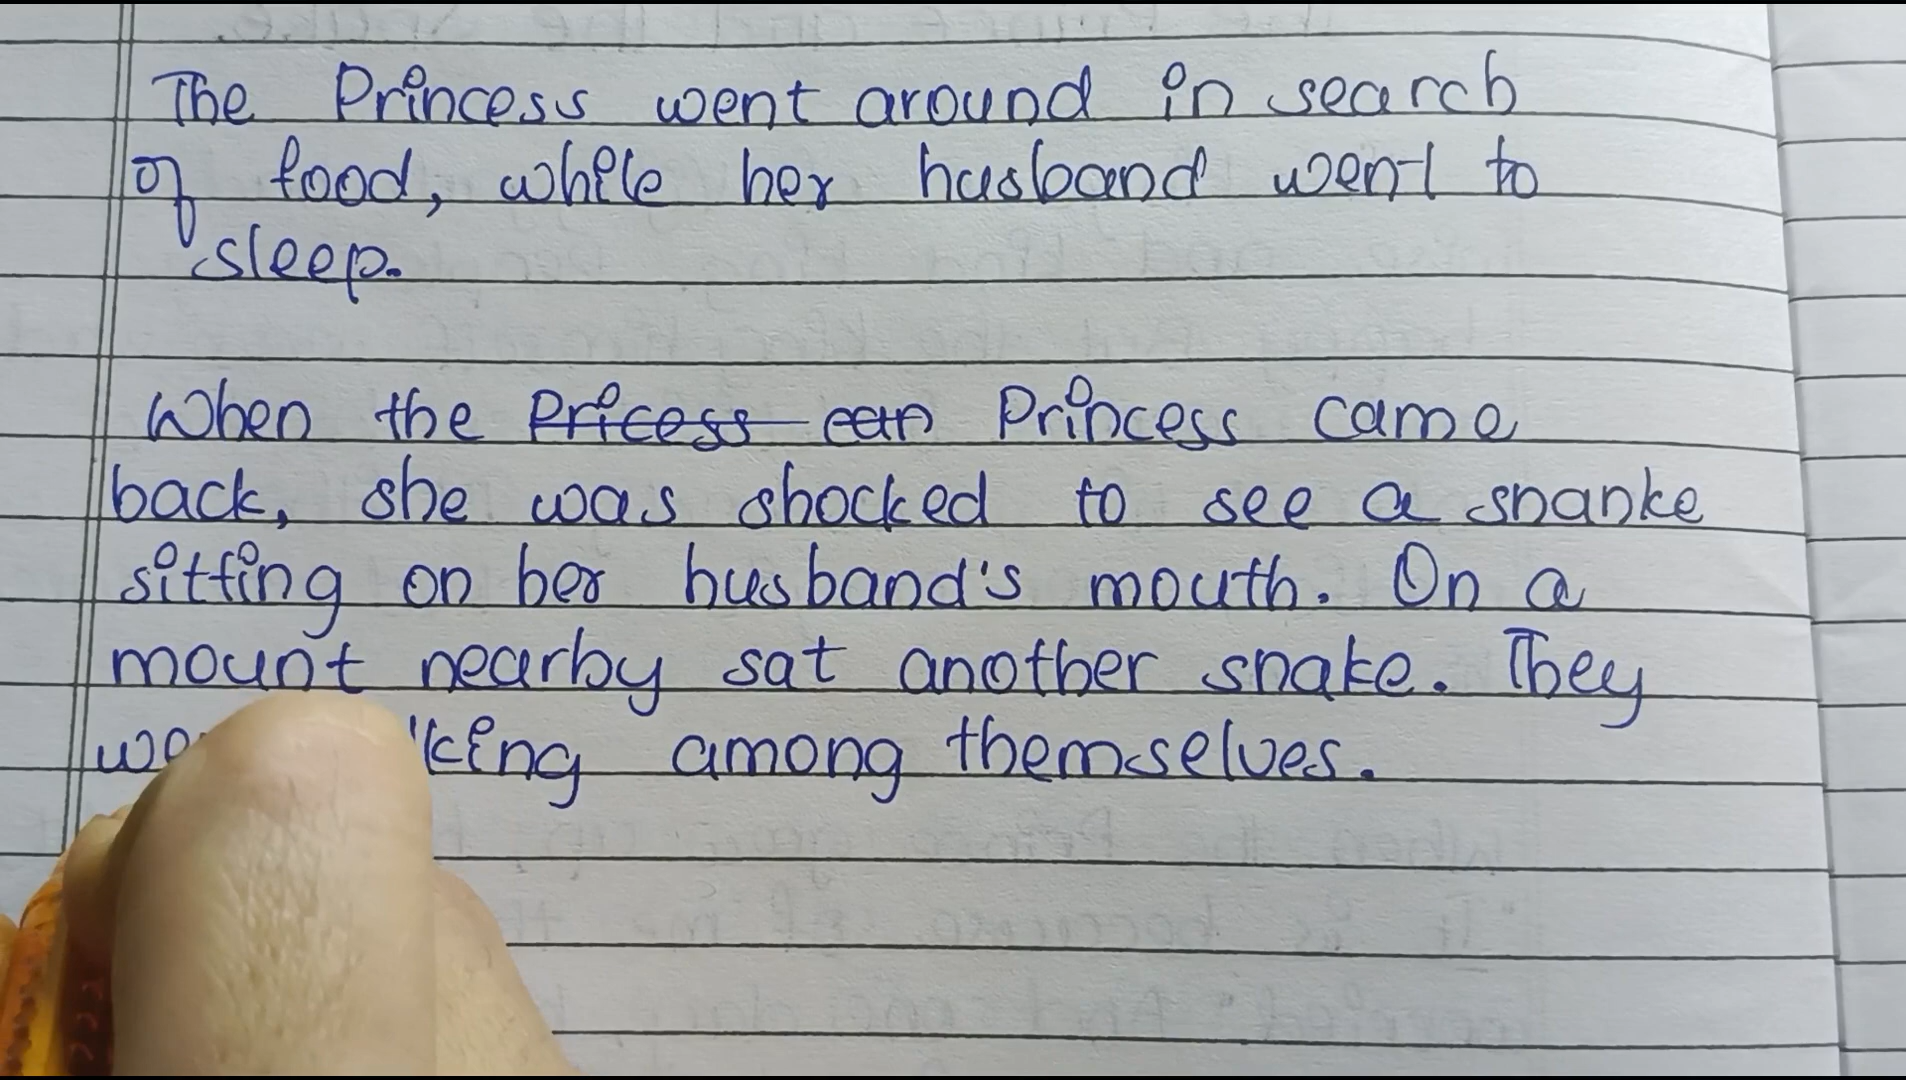 The Princess went around in search
of food, while her husband went to
sleep.
When the Pricess can Princess came
back, she was shocked to see a snanke
sitting on her husband's mouth. On a
mount nearby sat another snake. They
among themselves.